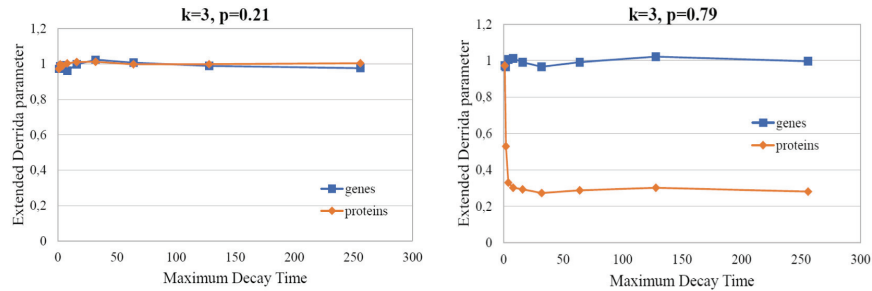 k=3, p=0.21
1,2
1
0,8
0,6
0,4
0,2
0
0
50
100
150
200
250
300
Extended Derrida parameter
Maximum Decay Time
genes
proteins
k=3, p=0.79
1,2
1
0,8
0,6
0,4
0,2
0
0
50
100
150
200
250
300
Extended Derrida parameter
Maximum Decay Time
genes
proteins